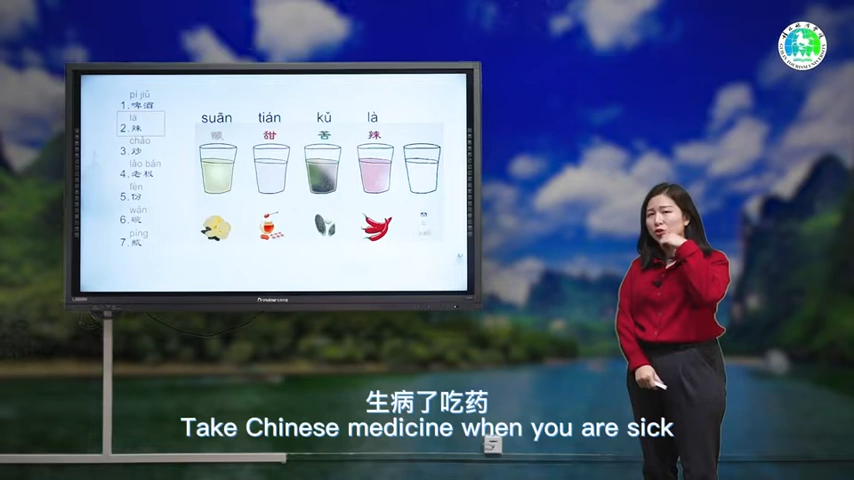 pí jiǔ
1. 啤酒
là
2. 辣
chǎo
3. 炒
lǎo bǎn
4. 老板
fèn
5. 份
wǎn
6. 碗
píng
7. 瓶
suān tián kǔ là
酸 甜 苦 辣
生病了吃药
Take Chinese medicine when you are sick